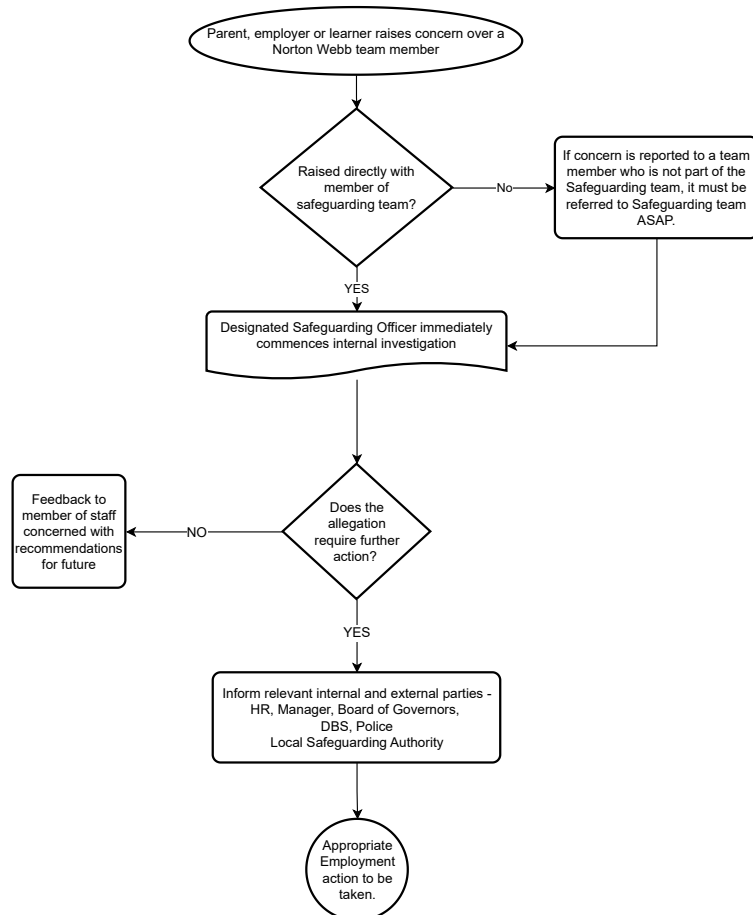 Parent, employer or learner raises concern over a
Norton Webb team member
Raised directly with
member of
safeguarding team?
No
If concern is reported to a team
member who is not part of the
Safeguarding team, it must be
referred to Safeguarding team
ASAP.
YES
Designated Safeguarding Officer immediately
commences internal investigation
Does the
allegation
require further
action?
NO
Feedback to
member of staff
concerned with
recommendations
for future
YES
Inform relevant internal and external parties -
HR, Manager, Board of Governors,
DBS, Police
Local Safeguarding Authority
Appropriate
Employment
action to be
taken.